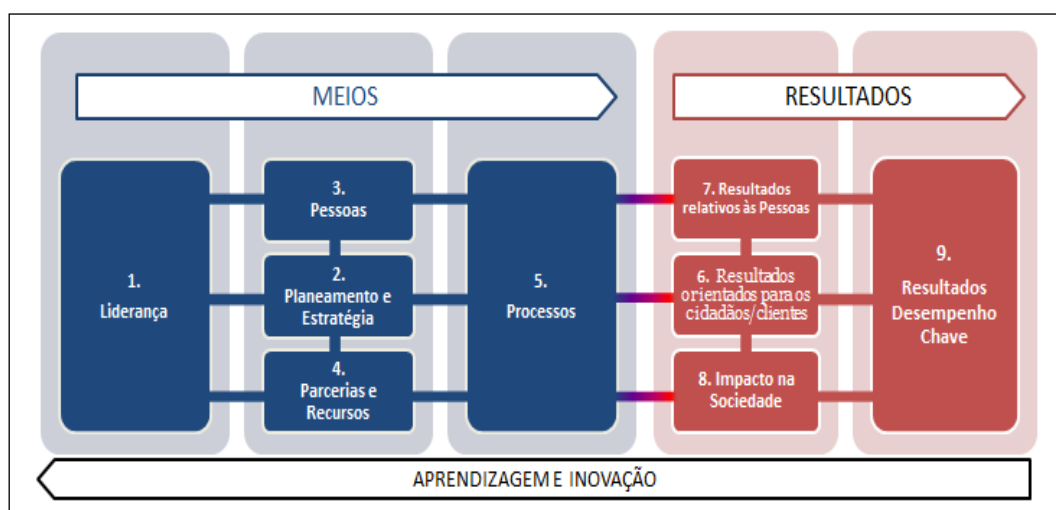 MEIOS
RESULTADOS
1.
Liderança
3.
Pessoas
2.
Planeamento e
Estratégia
4.
Parcerias e
Recursos
5.
Processos
7. Resultados
relativos às Pessoas
6. Resultados
orientados para os
cidadãos/clientes
8. Impacto na
Sociedade
9.
Resultados
Desempenho
Chave
APRENDIZAGEM E INOVAÇÃO